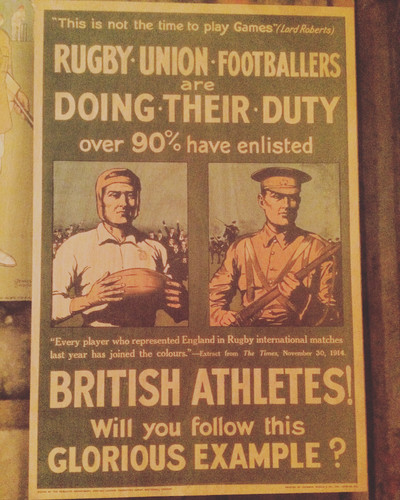 "This is not the time to play Games" (Lord Roberts)
RUGBY·UNION·FOOTBALLERS
are
DOING·THEIR·DUTY
over 90% have enlisted
"Every player who represented England in Rugby international matches
last year has joined the colours."—Extract from The Times, November 30, 1914.
BRITISH ATHLETES!
Will you follow this
GLORIOUS EXAMPLE ?